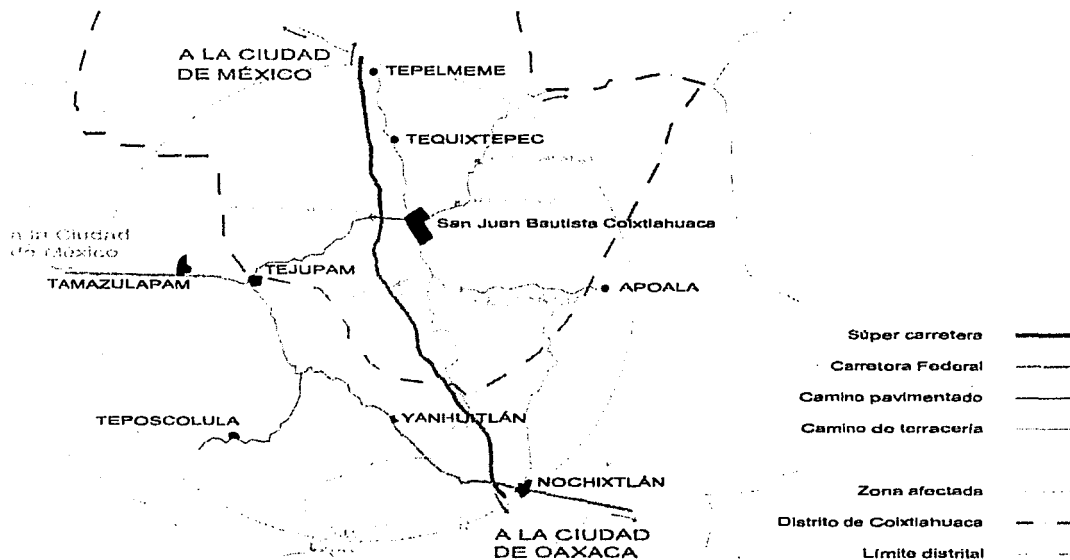 A LA CIUDAD
DE MÉXICO
TEPELMEME
TEQUIXTEPEC
San Juan Bautista Coixtlahuaca
a la Ciudad
de México
TAMAZULAPAM
TEJUPAM
APOALA
TEPOSCOLULA
YANHUITLÁN
NOCHIXTLÁN
A LA CIUDAD
DE OAXACA
Súper carretera
Carretera Federal
Camino pavimentado
Camino de terracería
Zona afectada
Distrito de Coixtlahuaca
Límite distrital